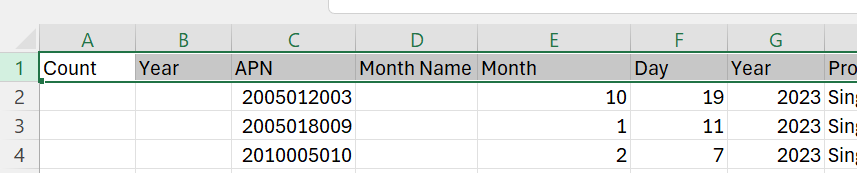 A B C D E F G
1 Count Year APN Month Name Month Day Year Pro
2 2005012003 10 19 2023 Sin
3 2005018009 1 11 2023 Sin
4 2010005010 2 7 2023 Sin